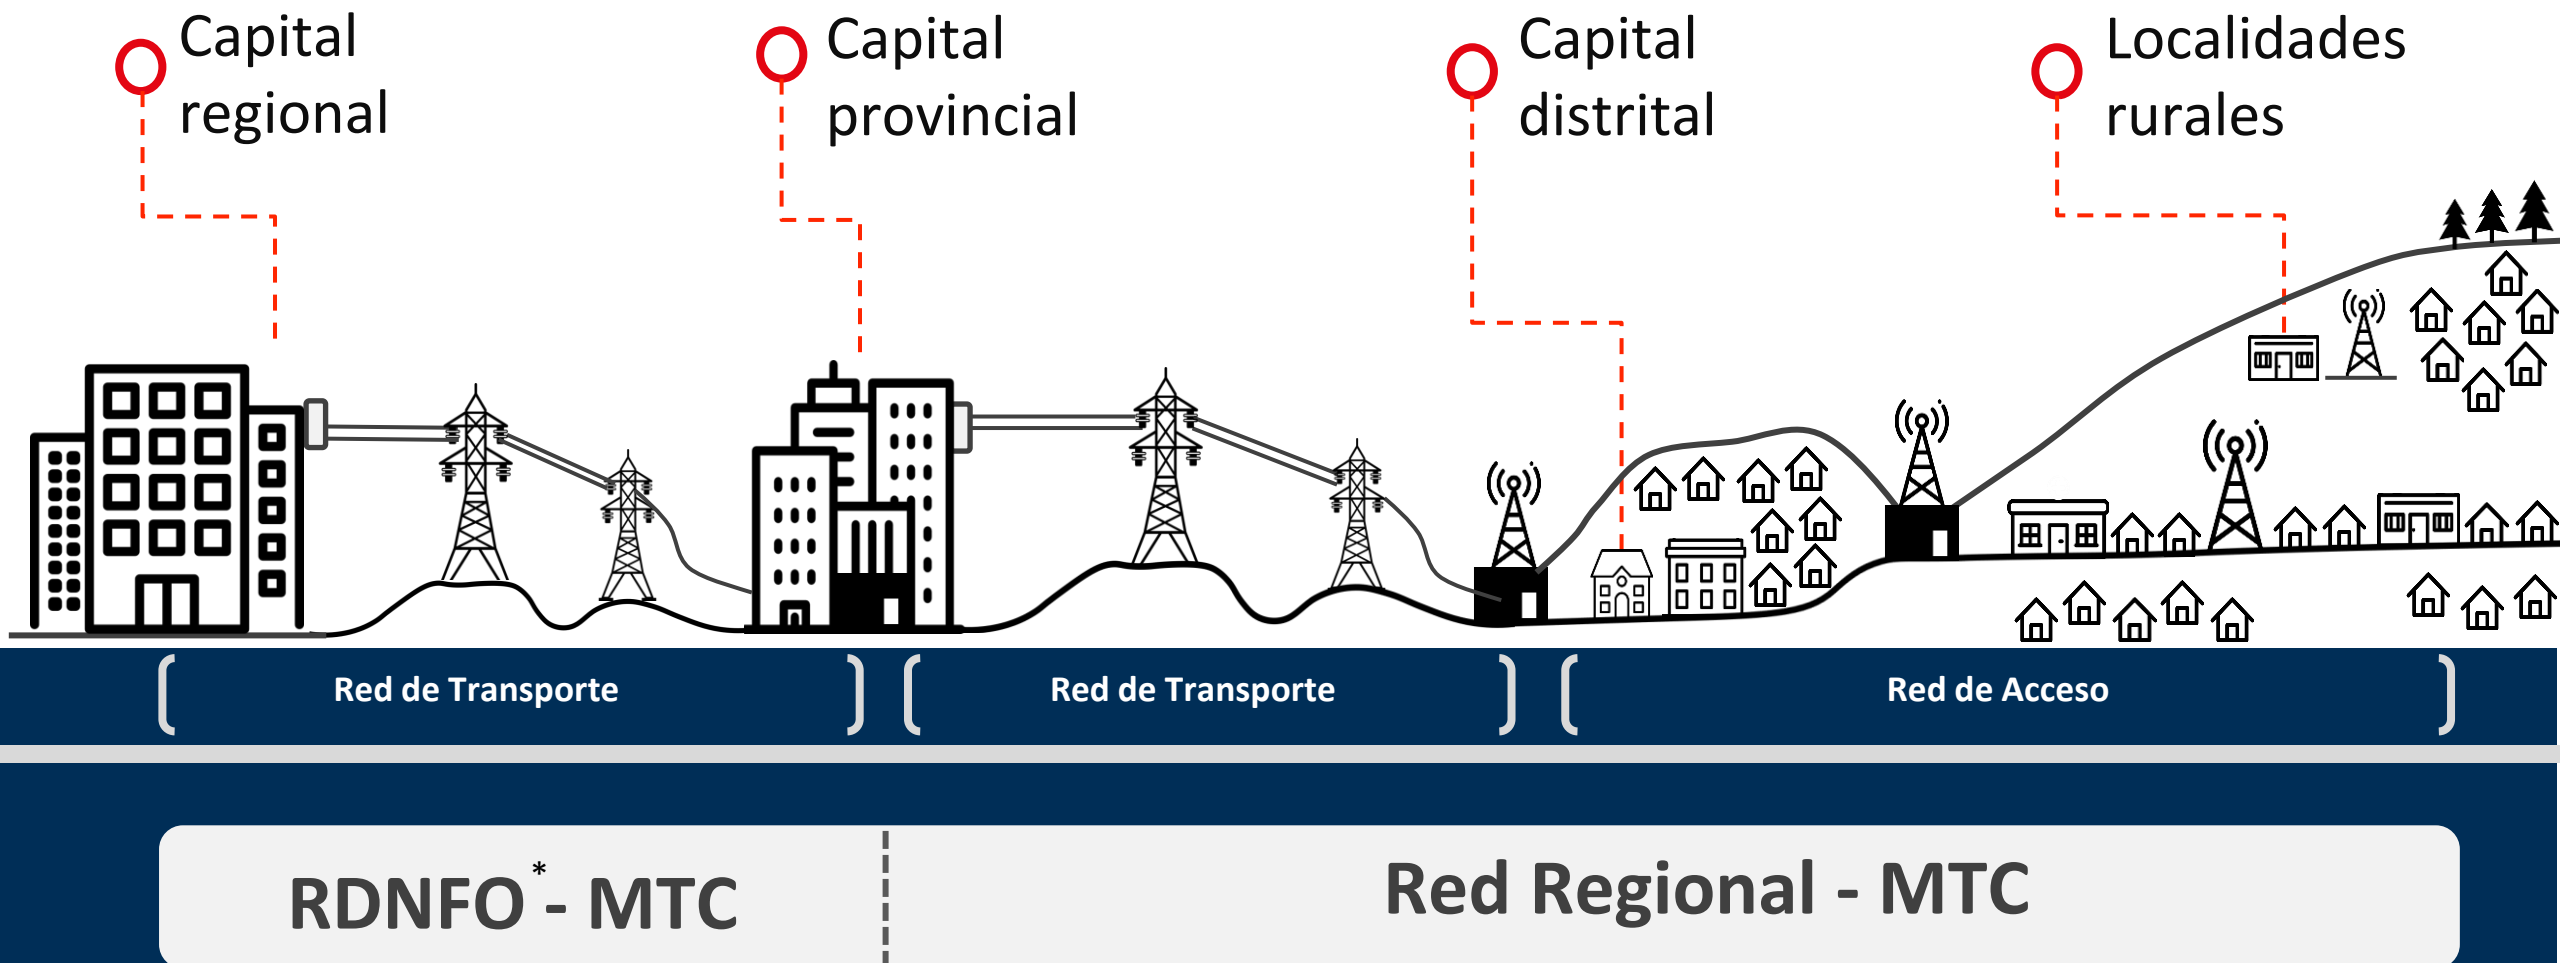 Capital
regional
Capital
provincial
Capital
distrital
Localidades
rurales
Red de Transporte
Red de Transporte
Red de Acceso
RDNFO*- MTC
Red Regional - MTC